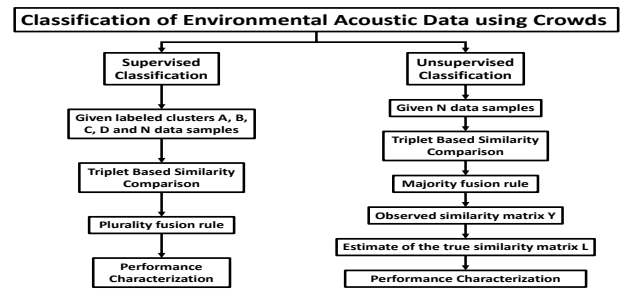 Classification of Environmental Acoustic Data using Crowds
Supervised
Classification
Given labeled clusters A, B,
C, D and N data samples
Triplet Based Similarity
Comparison
Plurality fusion rule
Performance
Characterization
Unsupervised
Classification
Given N data samples
Triplet Based Similarity
Comparison
Majority fusion rule
Observed similarity matrix Y
Estimate of the true similarity matrix L
Performance Characterization